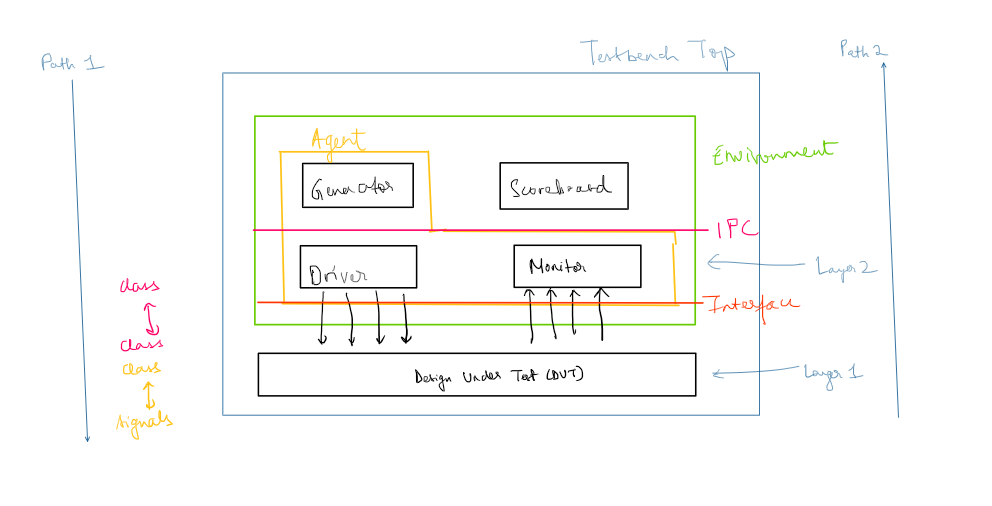 Testbench Top
Path 1
Path 2
Agent
Environment
Generator
Scoreboard
IPC
Driver
Monitor
Layer 2
class
Interface
class
class
Design Under Test (DUT)
Layer 1
signals